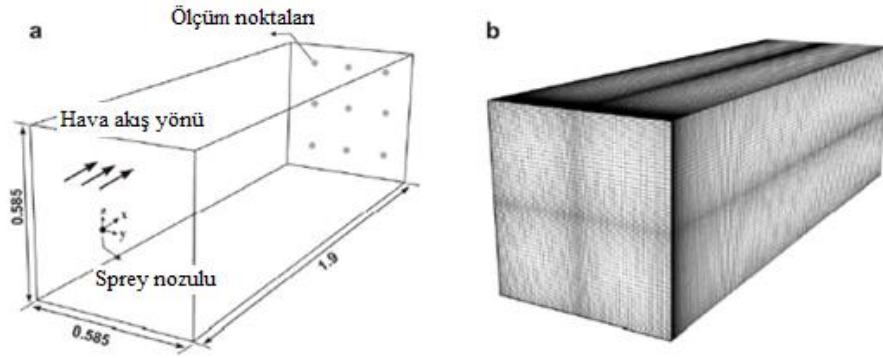 a
Ölçüm noktaları
b
Hava akış yönü
0.585
z
x
y
Sprey nozulu
1.9
0.585